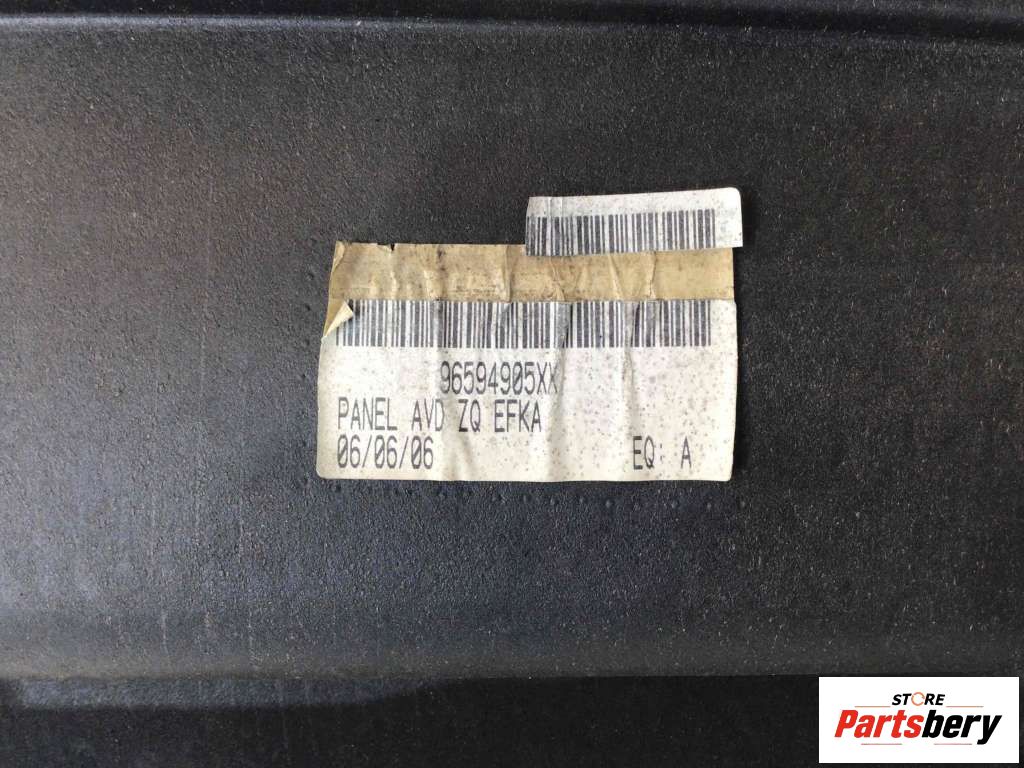 96594905XX
PANEL AVD ZQ EFKA
06/06/06 EQ: A
STORE
Partsbery